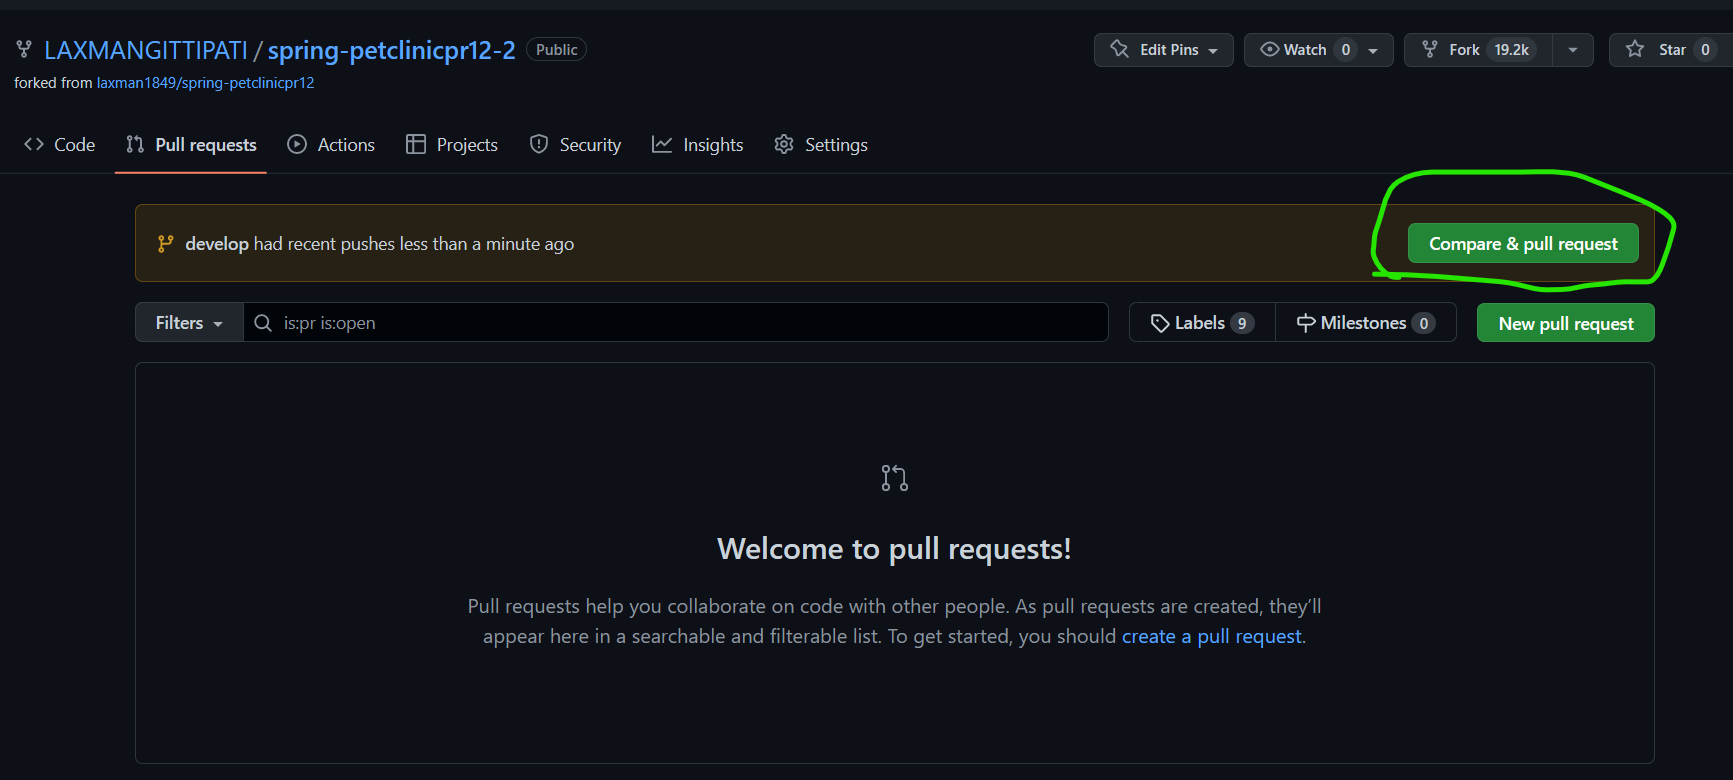 LAXMANGITTIPATI / spring-petclinicpr12-2 Public
Edit Pins Watch 0 Fork 19.2k Star 0
forked from laxman1849/spring-petclinicpr12
Code Pull requests Actions Projects Security Insights Settings
develop had recent pushes less than a minute ago Compare & pull request
Filters is:pr is:open Labels 9 Milestones 0 New pull request
Welcome to pull requests!
Pull requests help you collaborate on code with other people. As pull requests are created, they’ll
appear here in a searchable and filterable list. To get started, you should create a pull request.